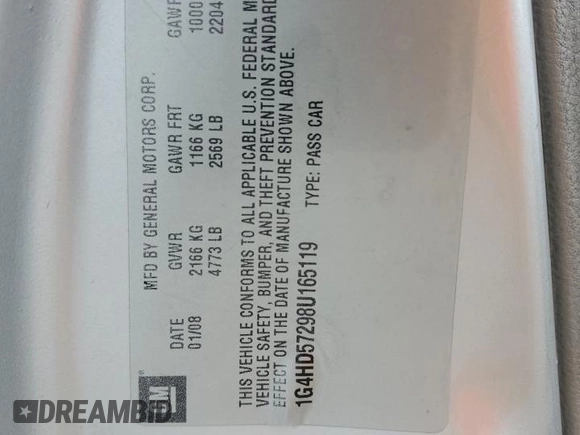 GM
MFD BY GENERAL MOTORS CORP.
DATE GVWR GAWR FRT GAWR
01/08 2166 KG 1166 KG 1000
4773 LB 2569 LB 2204
THIS VEHICLE CONFORMS TO ALL APPLICABLE U.S. FEDERAL M
VEHICLE SAFETY, BUMPER, AND THEFT PREVENTION STANDARD
EFFECT ON THE DATE OF MANUFACTURE SHOWN ABOVE.
1G4HD57298U165119 TYPE: PASS CAR
DREAMBID